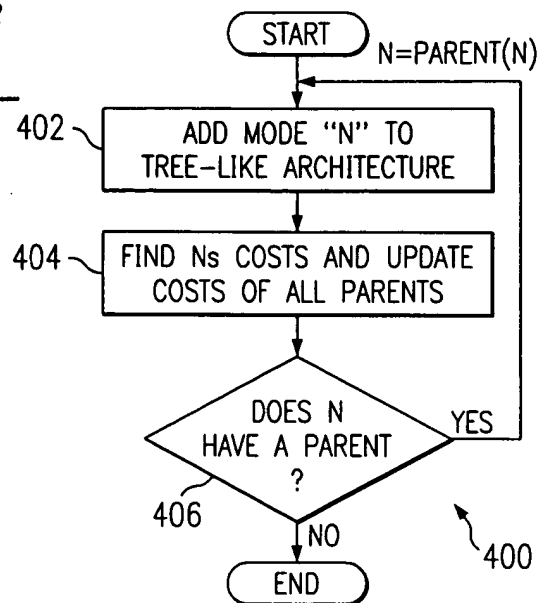 START
N=PARENT(N)
402
ADD MODE "N" TO
TREE-LIKE ARCHITECTURE
404
FIND Ns COSTS AND UPDATE
COSTS OF ALL PARENTS
DOES N
HAVE A PARENT
?
YES
406
NO
400
END